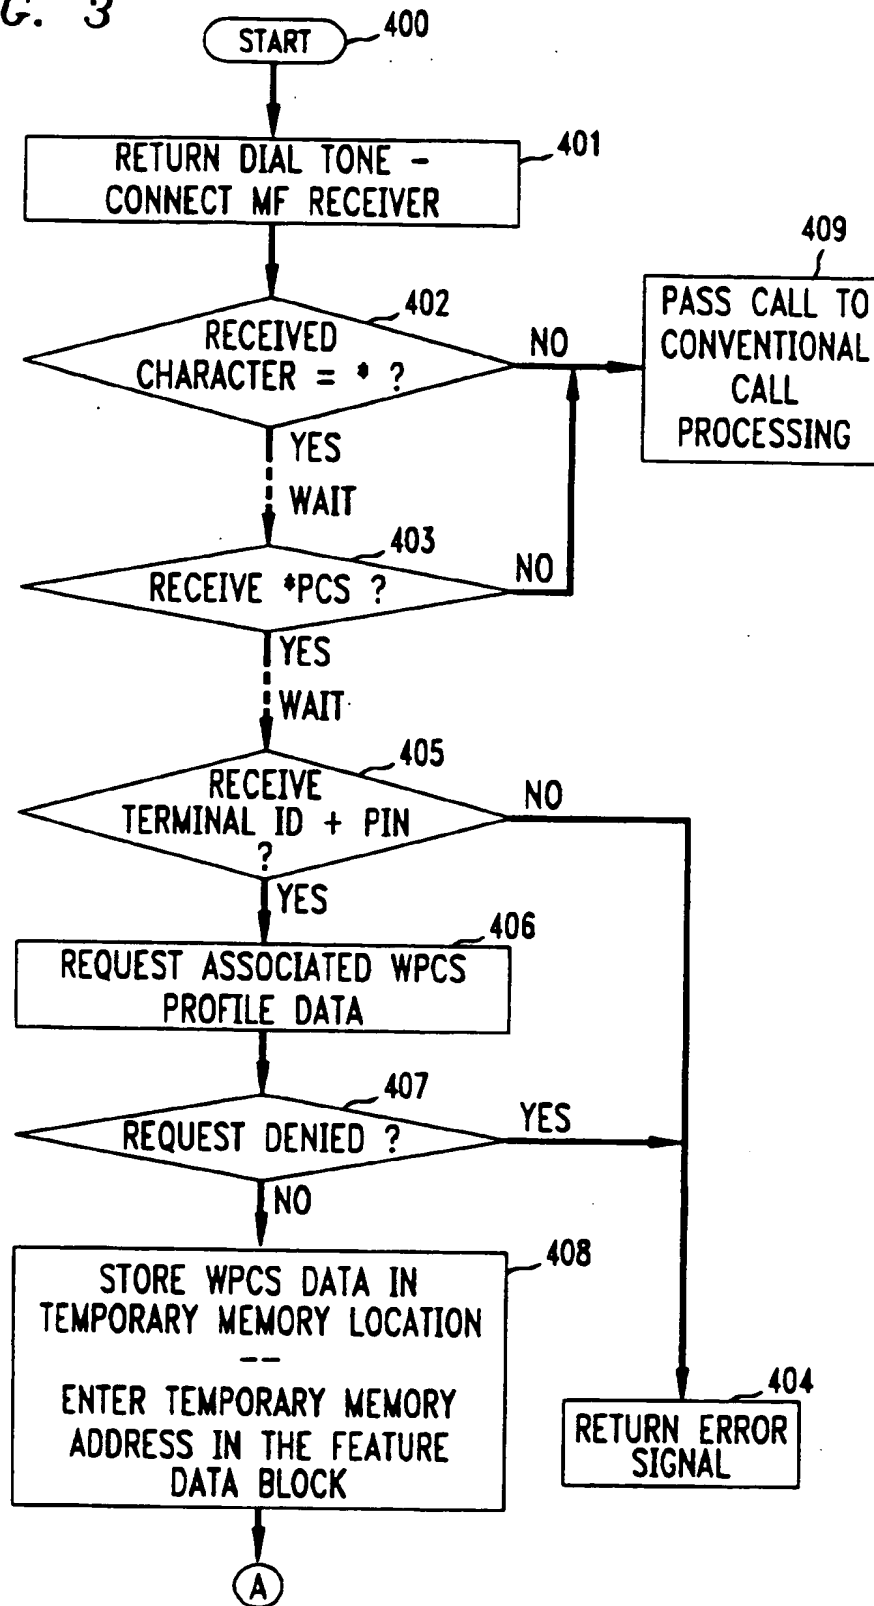 G. 3
START
400
RETURN DIAL TONE -
CONNECT MF RECEIVER
401
409
402
RECEIVED
CHARACTER = * ?
NO
PASS CALL TO
CONVENTIONAL
CALL
PROCESSING
YES
WAIT
403
RECEIVE *PCS ?
NO
YES
WAIT
405
RECEIVE
TERMINAL ID + PIN
?
NO
YES
406
REQUEST ASSOCIATED WPCS
PROFILE DATA
407
REQUEST DENIED ?
YES
NO
408
STORE WPCS DATA IN
TEMPORARY MEMORY LOCATION
--
ENTER TEMPORARY MEMORY
ADDRESS IN THE FEATURE
DATA BLOCK
404
RETURN ERROR
SIGNAL
A